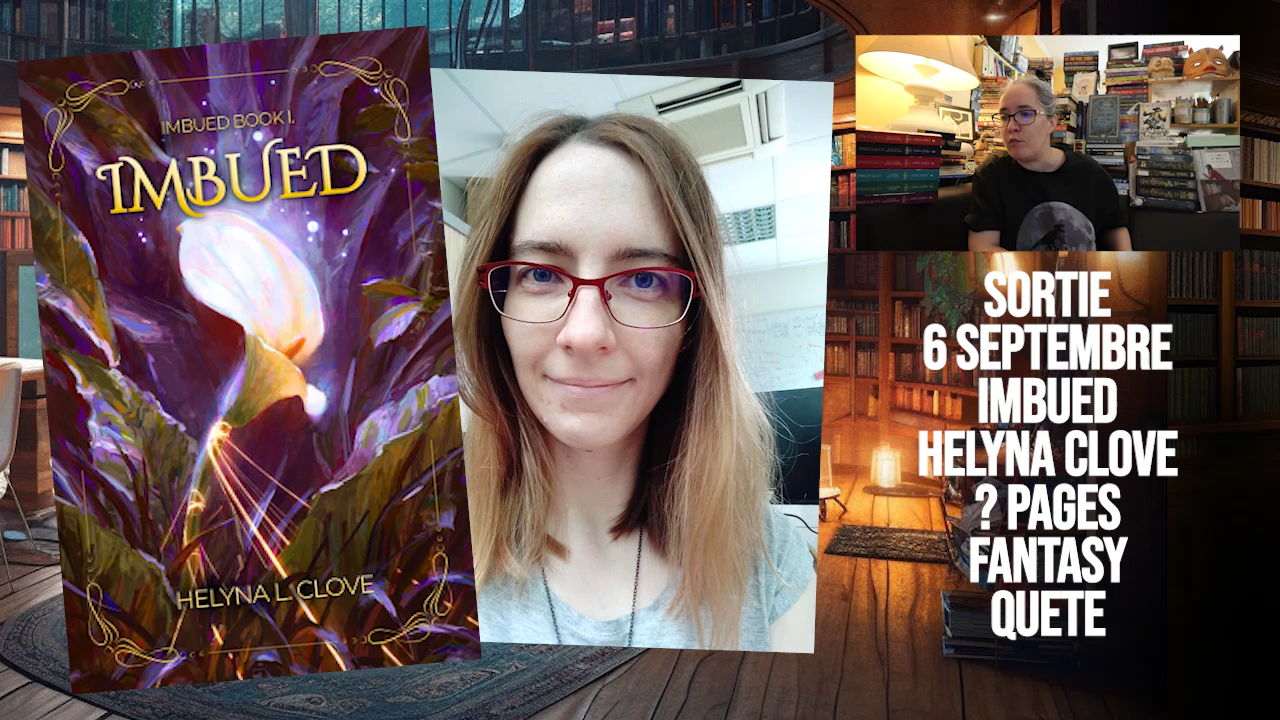 IMBUED BOOK I.
IMBUED
HELYNA L. CLOVE
SORTIE
6 SEPTEMBRE
IMBUED
HELYNA CLOVE
? PAGES
FANTASY
QUETE